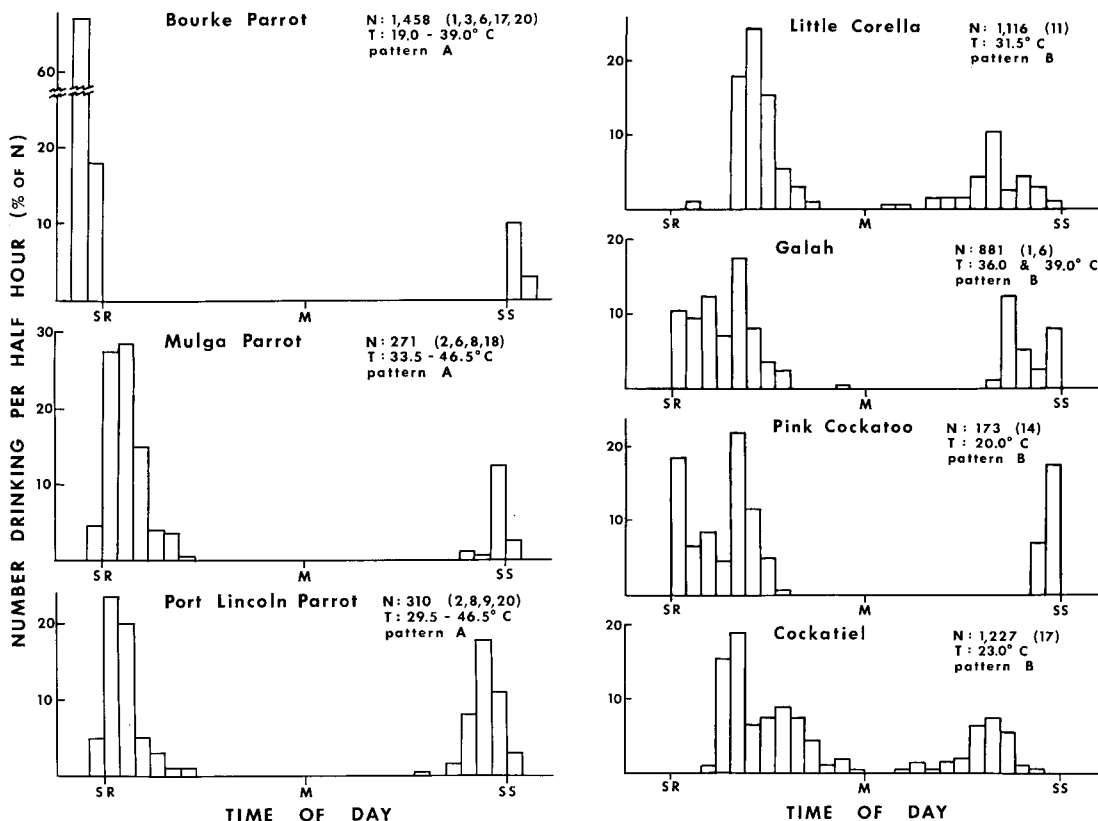 NUMBER DRINKING PER HALF HOUR (% OF N)
Bourke Parrot
N: 1,458 (1,3,6,17,20)
T: 19.0 - 39.0° C
pattern A
60
20
10
SR M SS
Mulga Parrot
N: 271 (2,6,8,18)
T: 33.5 - 46.5° C
pattern A
30
20
10
SR M SS
Port Lincoln Parrot
N: 310 (2,8,9,20)
T: 29.5 - 46.5° C
pattern A
20
10
SR M SS
TIME OF DAY
Little Corella
N: 1,116 (11)
T: 31.5° C
pattern B
20
10
SR M SS
Galah
N: 881 (1,6)
T: 36.0 & 39.0° C
pattern B
20
10
SR M SS
Pink Cockatoo
N: 173 (14)
T: 20.0° C
pattern B
20
10
SR M SS
Cockatiel
N: 1,227 (17)
T: 23.0° C
pattern B
20
10
SR M SS
TIME OF DAY